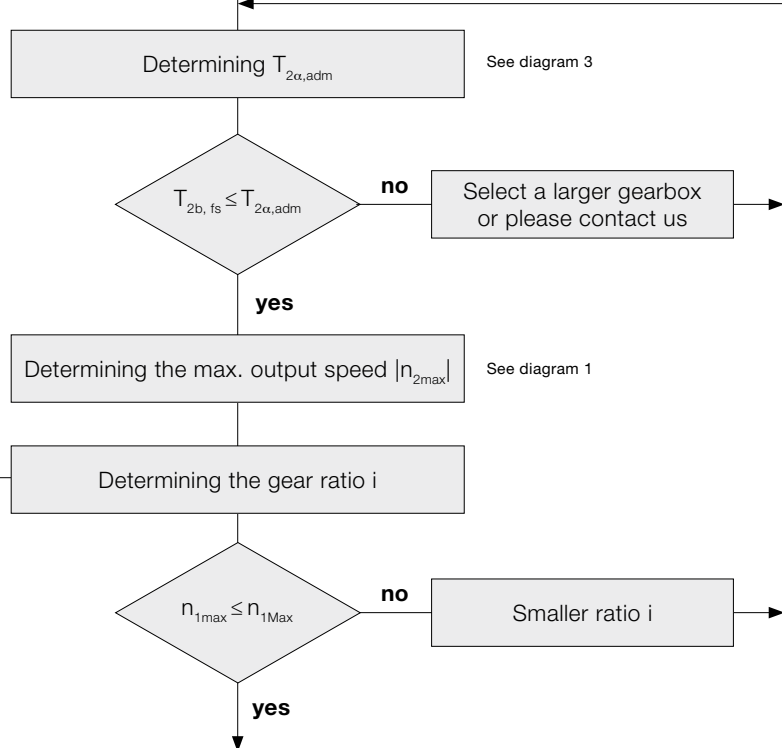 Determining T2α,adm
See diagram 3
T2b, fs ≤ T2α,adm
no
Select a larger gearbox
or please contact us
yes
Determining the max. output speed |n2max|
See diagram 1
Determining the gear ratio i
n1max ≤ n1Max
no
Smaller ratio i
yes